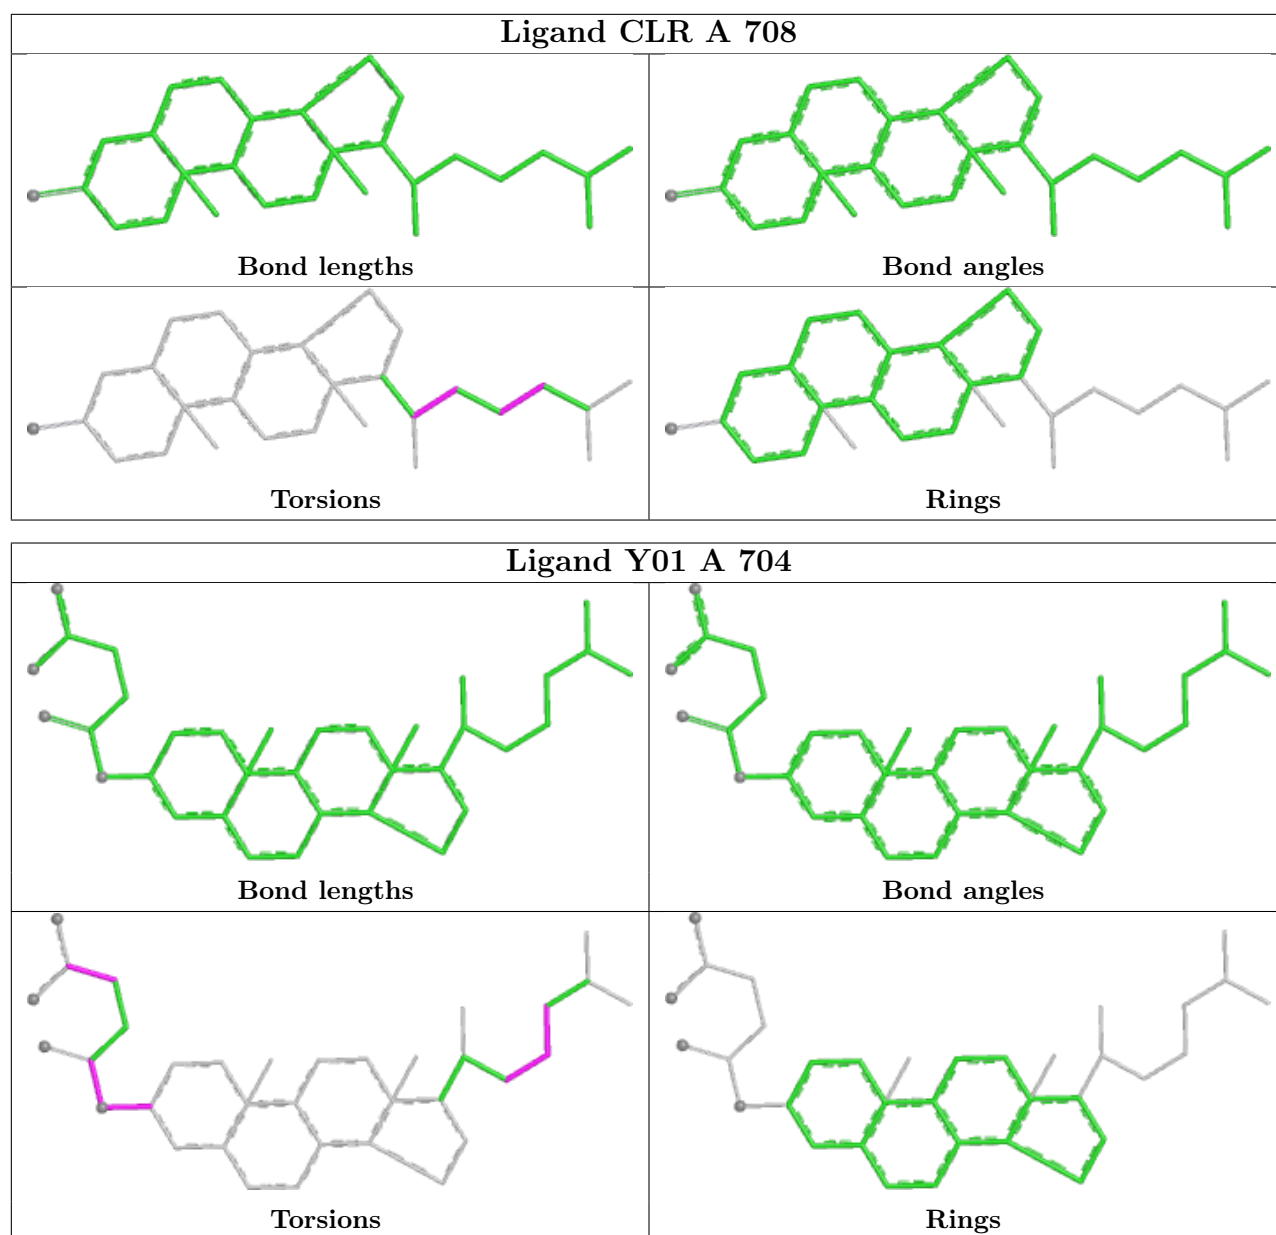 Ligand CLR A 708
Bond lengths
Bond angles
Torsions
Rings
Ligand Y01 A 704
Bond lengths
Bond angles
Torsions
Rings